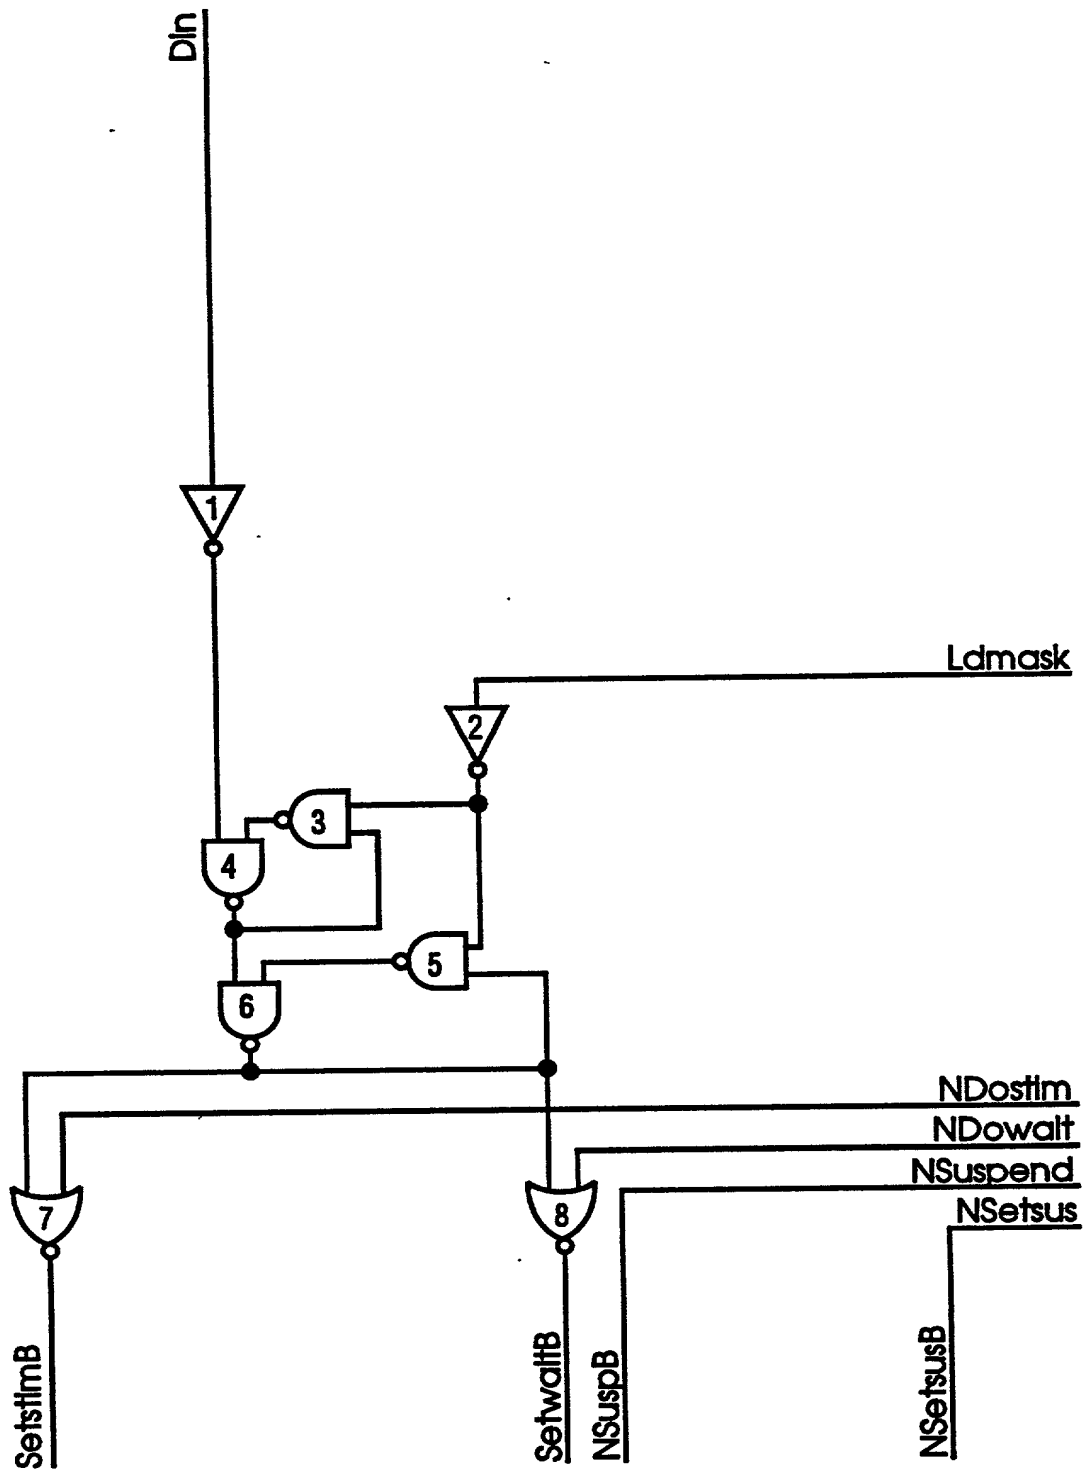 DIn
1
Ldmask
2
3
4
5
6
NDostim
NDowait
NSuspend
NSetsus
7
8
SetstimB
SetwaitB
NSuspB
NSetsusB